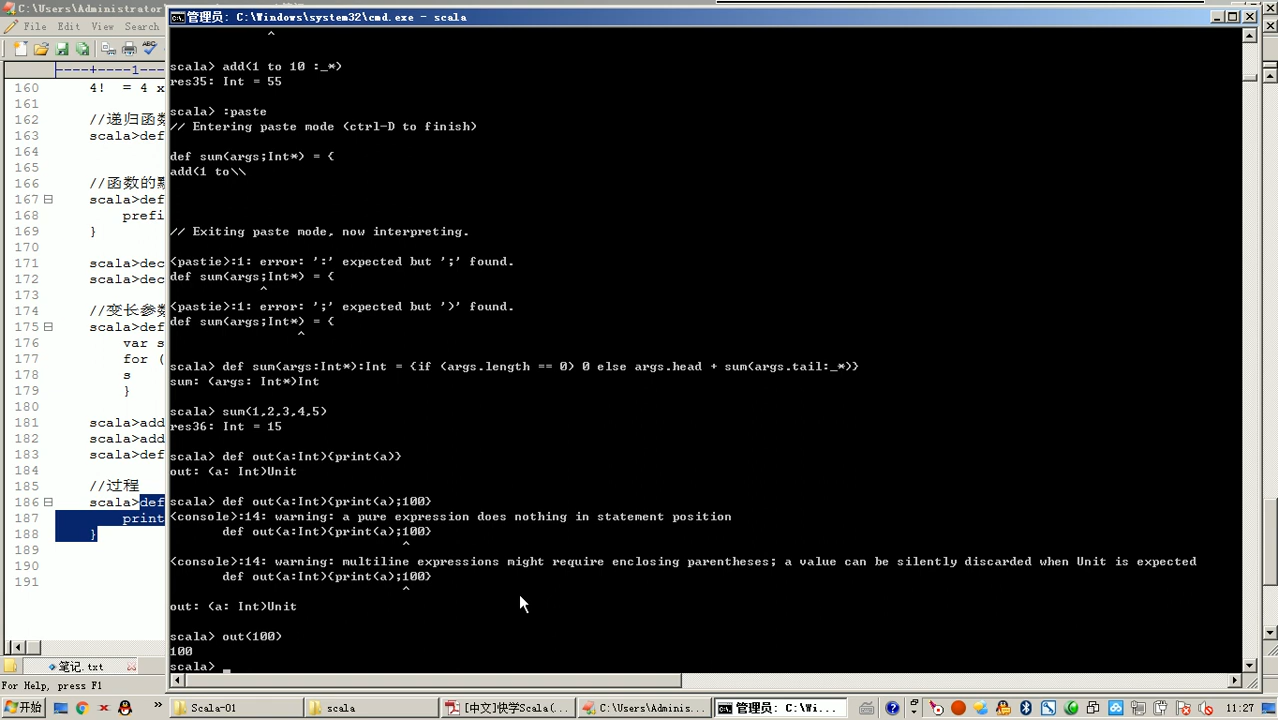 C:\Users\Administrator
File Edit View Search
管理员: C:\Windows\system32\cmd.exe - scala
----+----1--
160 4! = 4 x
161
162 //递归函数
163 scala>def
164
165
166 //函数的默
167 scala>def
168 prefi
169 }
170
171 scala>dec
172 scala>dec
173
174 //变长参数
175 scala>def
176 var s
177 for (
178 s
179 }
180
181 scala>add
182 scala>add
183 scala>def
184
185 //过程
186 scala>def
187 print
188 }
189
190
191
^
scala> add(1 to 10 :_*)
res35: Int = 55
scala> :paste
// Entering paste mode (ctrl-D to finish)
def sum(args;Int*) = {
add(1 to\\
// Exiting paste mode, now interpreting.
<pastie>:1: error: ':' expected but ';' found.
def sum(args;Int*) = {
^
<pastie>:1: error: ';' expected but ')' found.
def sum(args;Int*) = {
^
scala> def sum(args:Int*):Int = {if (args.length == 0) 0 else args.head + sum(args.tail:_*)}
sum: (args: Int*)Int
scala> sum(1,2,3,4,5)
res36: Int = 15
scala> def out(a:Int){print(a)}
out: (a: Int)Unit
scala> def out(a:Int){print(a);100}
<console>:14: warning: a pure expression does nothing in statement position
def out(a:Int){print(a);100}
^
<console>:14: warning: multiline expressions might require enclosing parentheses; a value can be silently discarded when Unit is expected
def out(a:Int){print(a);100}
^
out: (a: Int)Unit
scala> out(100)
100
scala>
笔记.txt
For Help, press F1
开始 Scala-01 scala [中文]快学Scala(... C:\Users\Adminis... 管理员: C:\Wi... 11:27